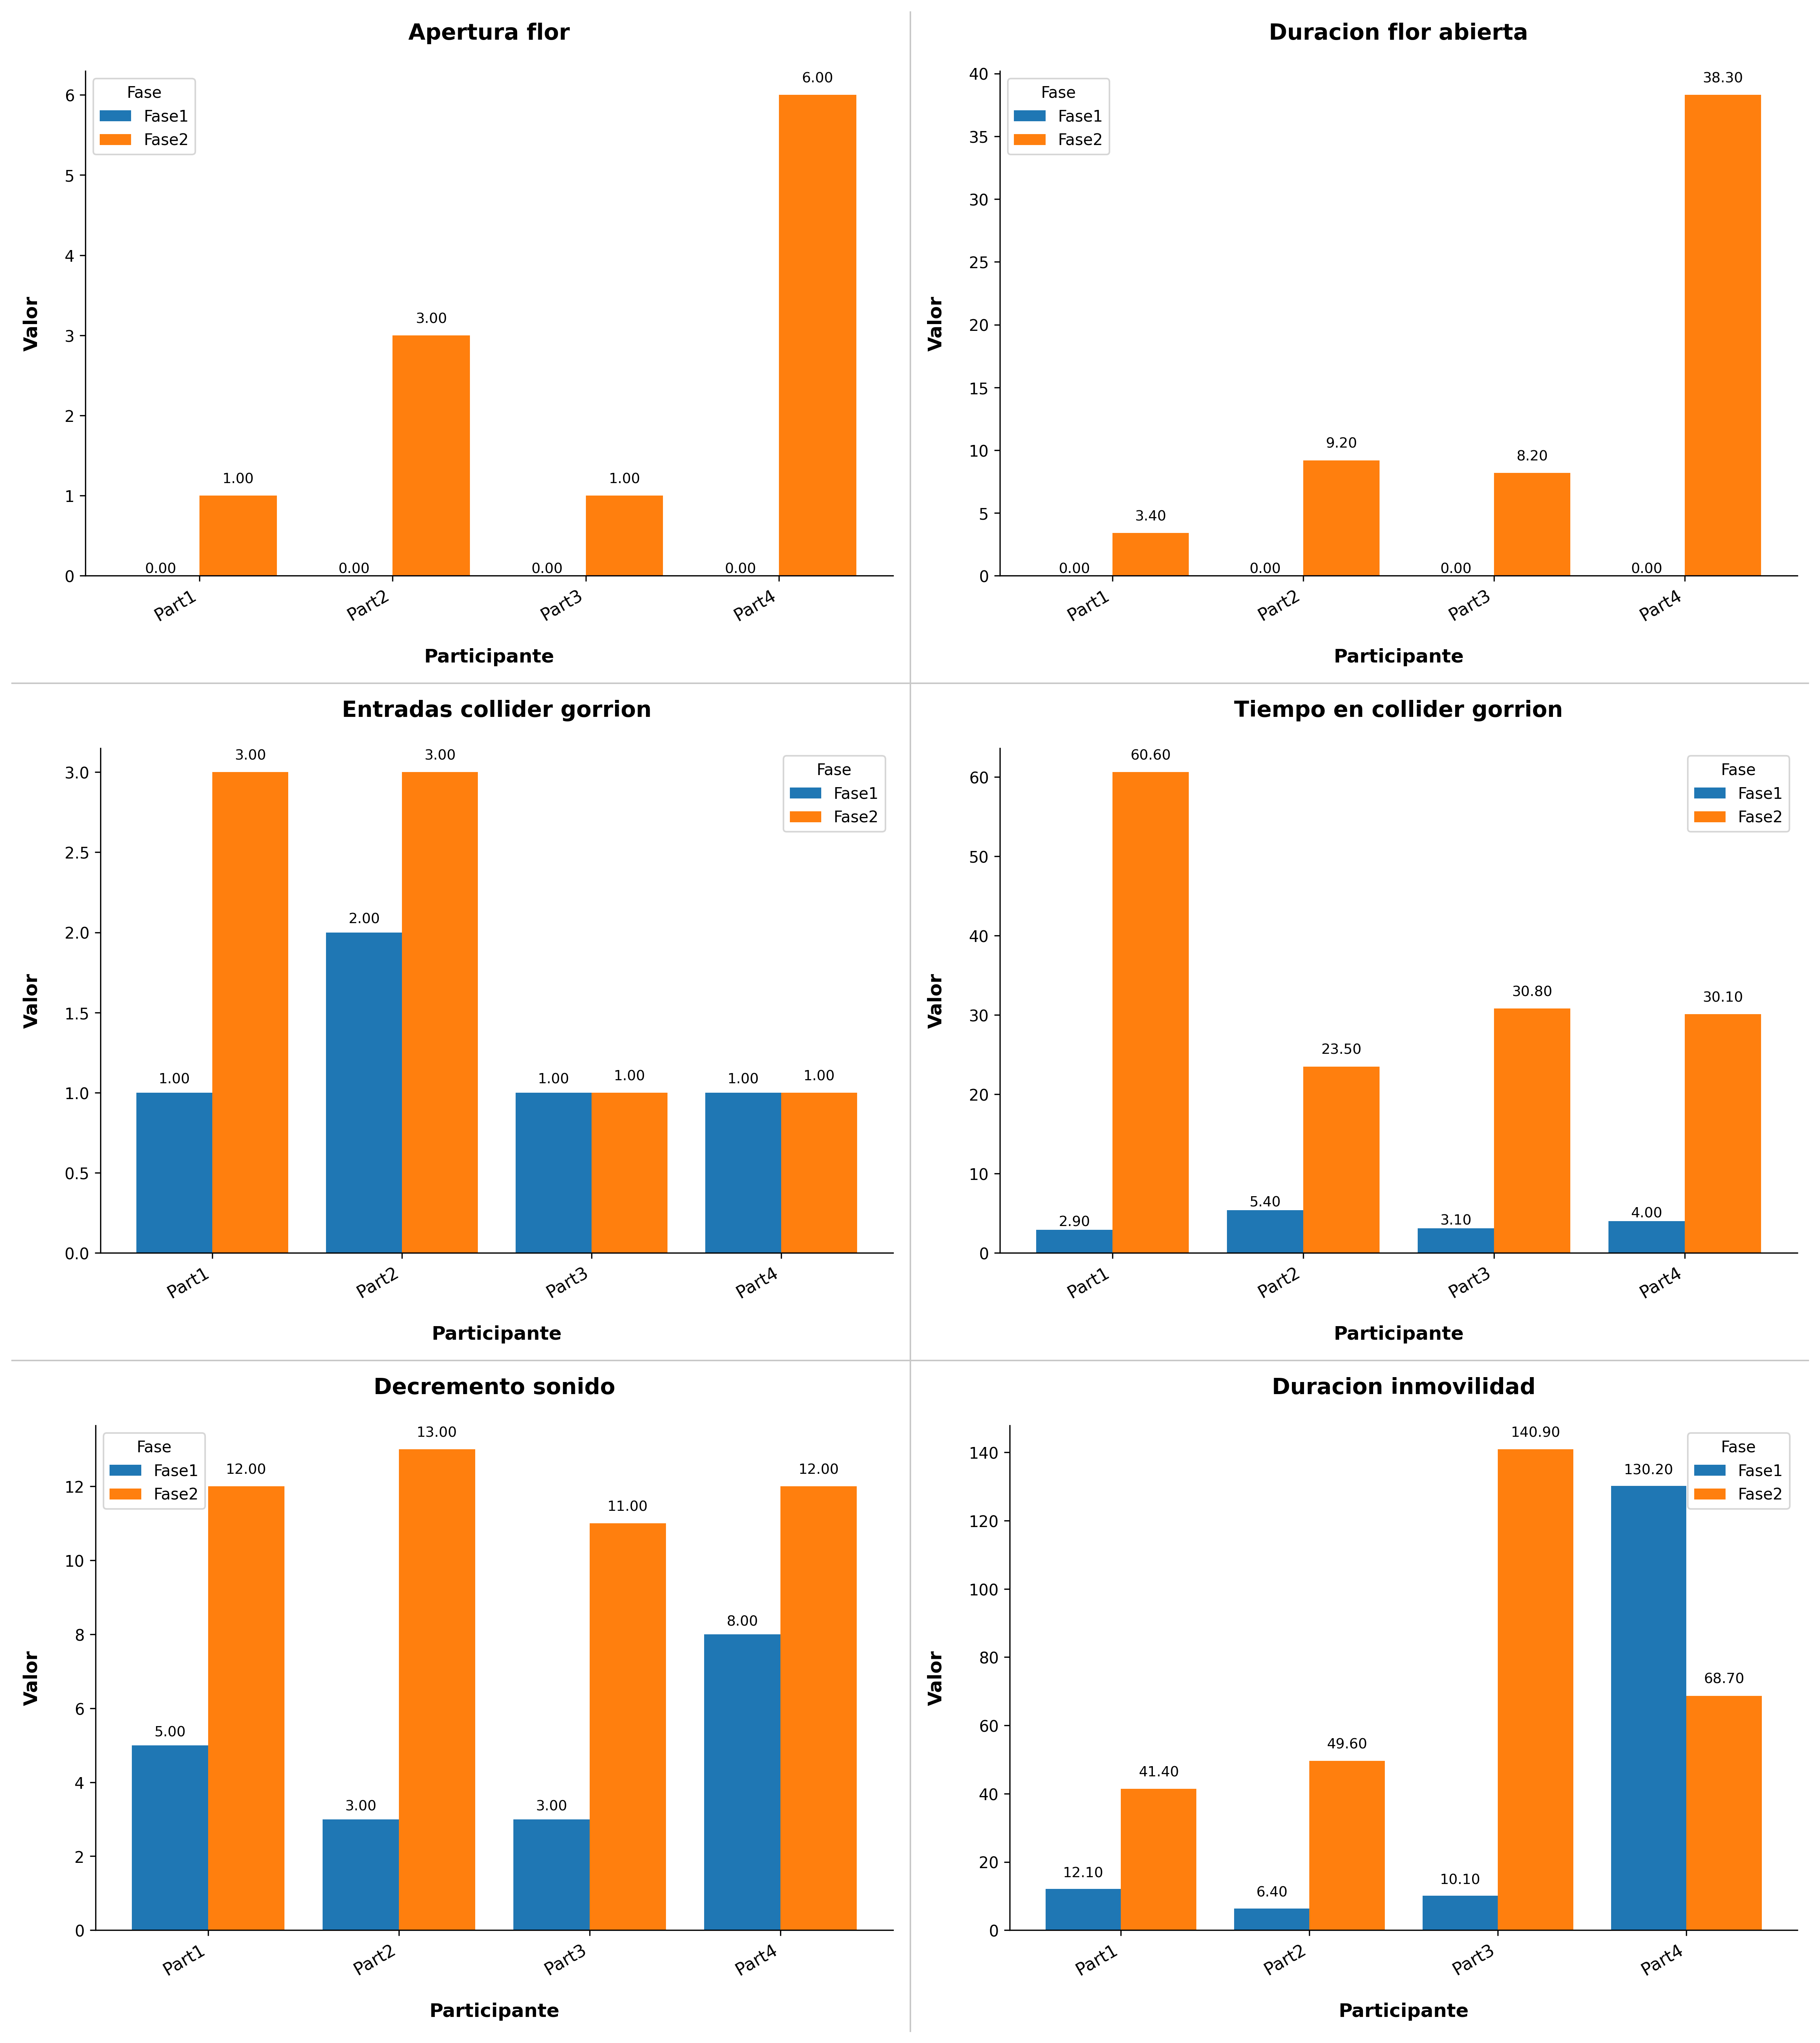 Apertura flor
Valor
Fase
Fase1
Fase2
6
5
4
3
2
1
0
0.00
1.00
0.00
3.00
0.00
1.00
0.00
6.00
Part1
Part2
Part3
Part4
Participante
Duracion flor abierta
Valor
Fase
Fase1
Fase2
40
35
30
25
20
15
10
5
0
0.00
3.40
0.00
9.20
0.00
8.20
0.00
38.30
Part1
Part2
Part3
Part4
Participante
Entradas collider gorrion
Valor
Fase
Fase1
Fase2
3.0
2.5
2.0
1.5
1.0
0.5
0.0
1.00
3.00
2.00
3.00
1.00
1.00
1.00
1.00
Part1
Part2
Part3
Part4
Participante
Tiempo en collider gorrion
Valor
Fase
Fase1
Fase2
60
50
40
30
20
10
0
2.90
60.60
5.40
23.50
3.10
30.80
4.00
30.10
Part1
Part2
Part3
Part4
Participante
Decremento sonido
Valor
Fase
Fase1
Fase2
12
10
8
6
4
2
0
5.00
12.00
3.00
13.00
3.00
11.00
8.00
12.00
Part1
Part2
Part3
Part4
Participante
Duracion inmovilidad
Valor
Fase
Fase1
Fase2
140
120
100
80
60
40
20
0
12.10
41.40
6.40
49.60
10.10
140.90
130.20
68.70
Part1
Part2
Part3
Part4
Participante